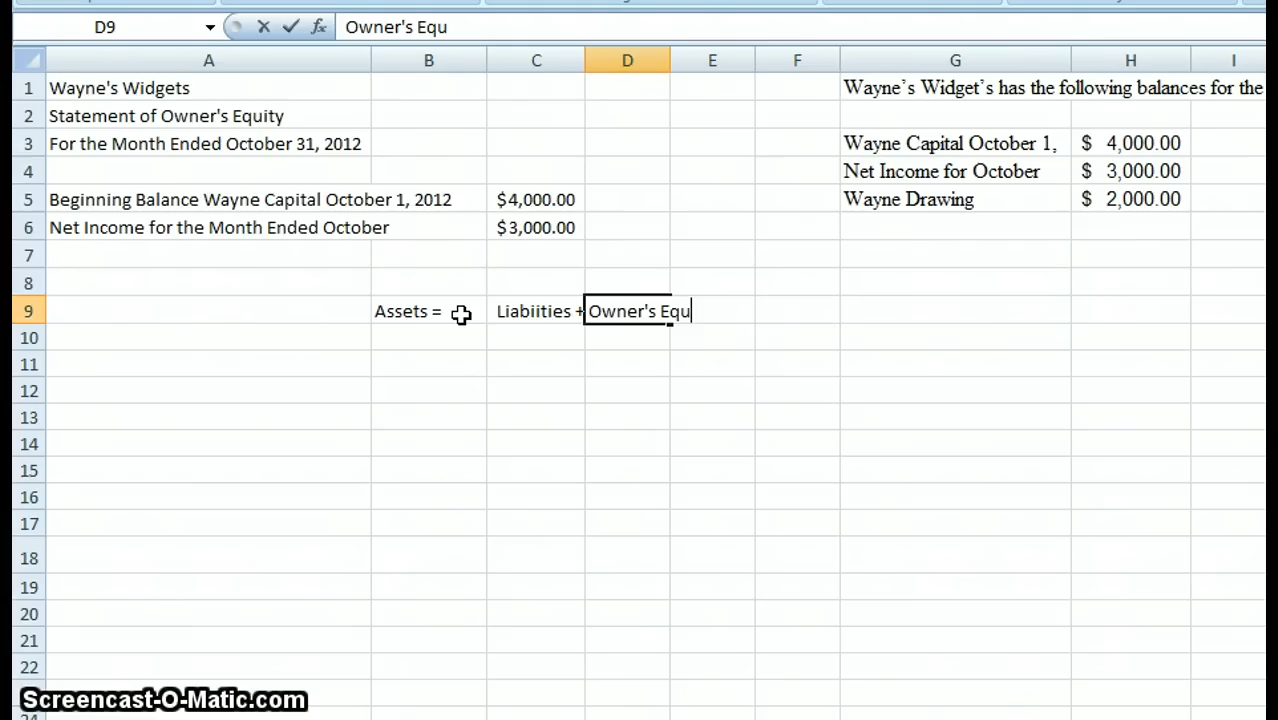 D9 fx Owner's Equ
A B C D E F G H I
1 Wayne's Widgets Wayne's Widget's has the following balances for the
2 Statement of Owner's Equity
3 For the Month Ended October 31, 2012 Wayne Capital October 1, $ 4,000.00
4 Net Income for October $ 3,000.00
5 Beginning Balance Wayne Capital October 1, 2012 $4,000.00 Wayne Drawing $ 2,000.00
6 Net Income for the Month Ended October $3,000.00
7
8
9 Assets = Liabiities + Owner's Equ
10
11
12
13
14
15
16
17
18
19
20
21
22
Screencast-O-Matic.com